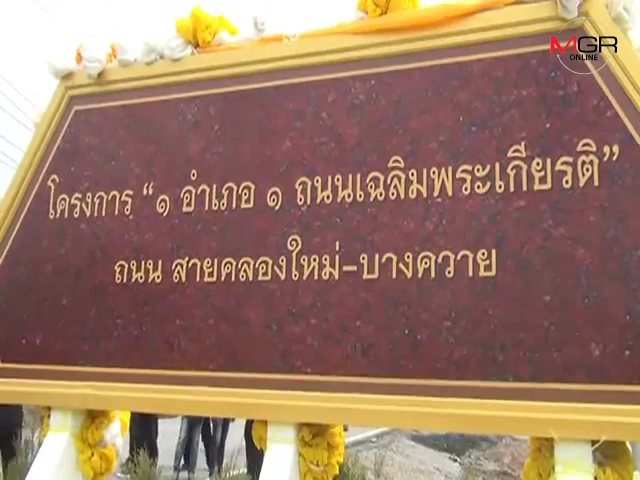 MGR
ONLINE
โครงการ “๑ อำเภอ ๑ ถนนเฉลิมพระเกียรติ”
ถนน สายคลองใหม่-บางควาย